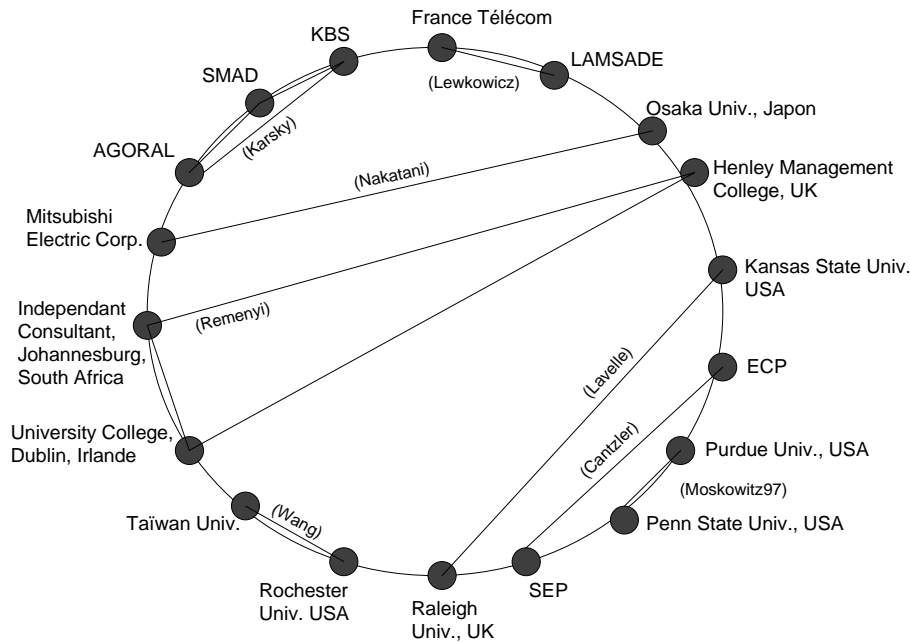 France Télécom
KBS
LAMSADE
(Lewkowicz)
SMAD
Osaka Univ., Japon
(Karsky)
AGORAL
Henley Management
College, UK
(Nakatani)
Mitsubishi
Electric Corp.
Kansas State Univ.
USA
Independant
Consultant,
Johannesburg,
South Africa
(Remenyi)
(Lavelle)
ECP
University College,
Dublin, Irlande
(Cantzler)
Purdue Univ., USA
(Moskowitz97)
Taïwan Univ.
(Wang)
Penn State Univ., USA
Rochester
Univ. USA
Raleigh
Univ., UK
SEP